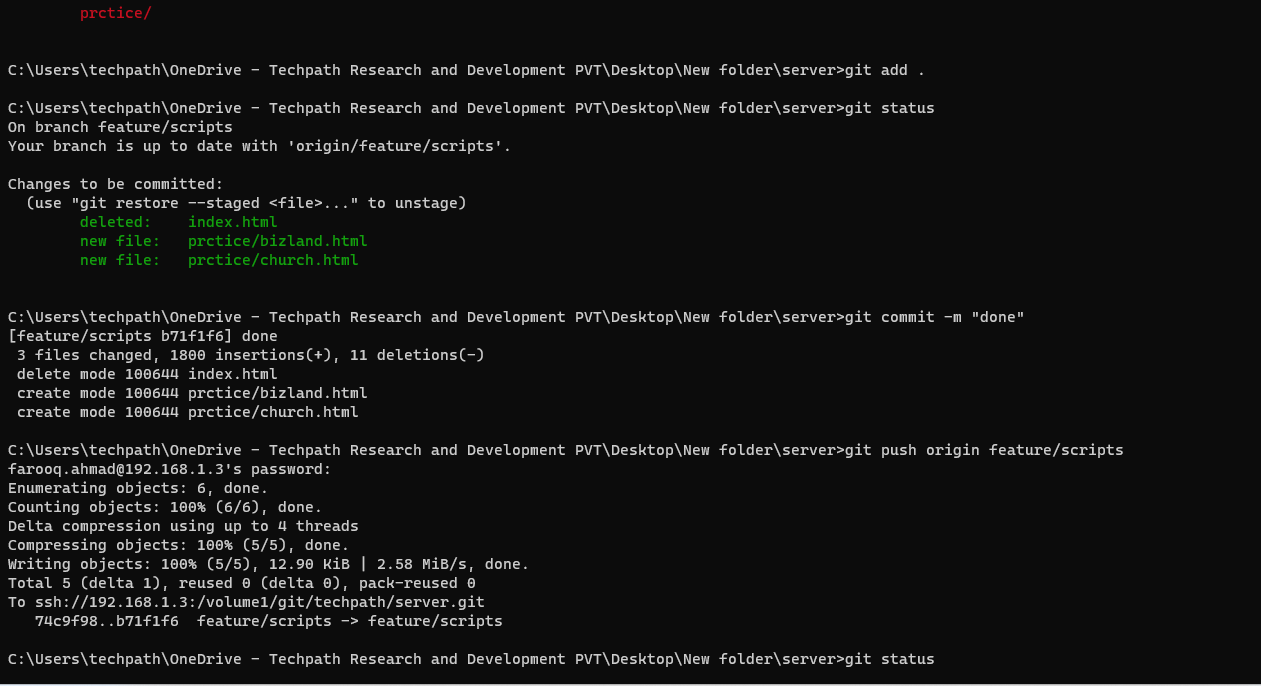 prctice/
C:\Users\techpath\OneDrive - Techpath Research and Development PVT\Desktop\New folder\server>git add .
C:\Users\techpath\OneDrive - Techpath Research and Development PVT\Desktop\New folder\server>git status
On branch feature/scripts
Your branch is up to date with 'origin/feature/scripts'.
Changes to be committed:
(use "git restore --staged <file>..." to unstage)
deleted:    index.html
new file:   prctice/bizland.html
new file:   prctice/church.html
C:\Users\techpath\OneDrive - Techpath Research and Development PVT\Desktop\New folder\server>git commit -m "done"
[feature/scripts b71f1f6] done
3 files changed, 1800 insertions(+), 11 deletions(-)
delete mode 100644 index.html
create mode 100644 prctice/bizland.html
create mode 100644 prctice/church.html
C:\Users\techpath\OneDrive - Techpath Research and Development PVT\Desktop\New folder\server>git push origin feature/scripts
farooq.ahmad@192.168.1.3's password:
Enumerating objects: 6, done.
Counting objects: 100% (6/6), done.
Delta compression using up to 4 threads
Compressing objects: 100% (5/5), done.
Writing objects: 100% (5/5), 12.90 KiB | 2.58 MiB/s, done.
Total 5 (delta 1), reused 0 (delta 0), pack-reused 0
To ssh://192.168.1.3:/volume1/git/techpath/server.git
74c9f98..b71f1f6  feature/scripts -> feature/scripts
C:\Users\techpath\OneDrive - Techpath Research and Development PVT\Desktop\New folder\server>git status